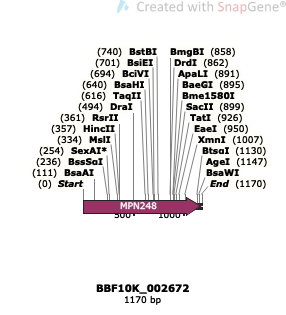 Created with SnapGene®
(740) BstBI BmgBI (858)
(701) BsiEI DrdI (862)
(694) BciVI ApaLI (891)
(640) BsaHI BaeGI (895)
(616) TaqII Bme1580I
(494) DraI SacII (899)
(361) RsrII TatI (926)
(357) HincII EaeI (950)
(334) MslI XmnI (1007)
(254) SexAI* BtsαI (1130)
(236) BssSαI AgeI (1147)
(111) BsaAI BsaWI
(0) Start End (1170)
MPN248
500 1000
BBF10K_002672
1170 bp